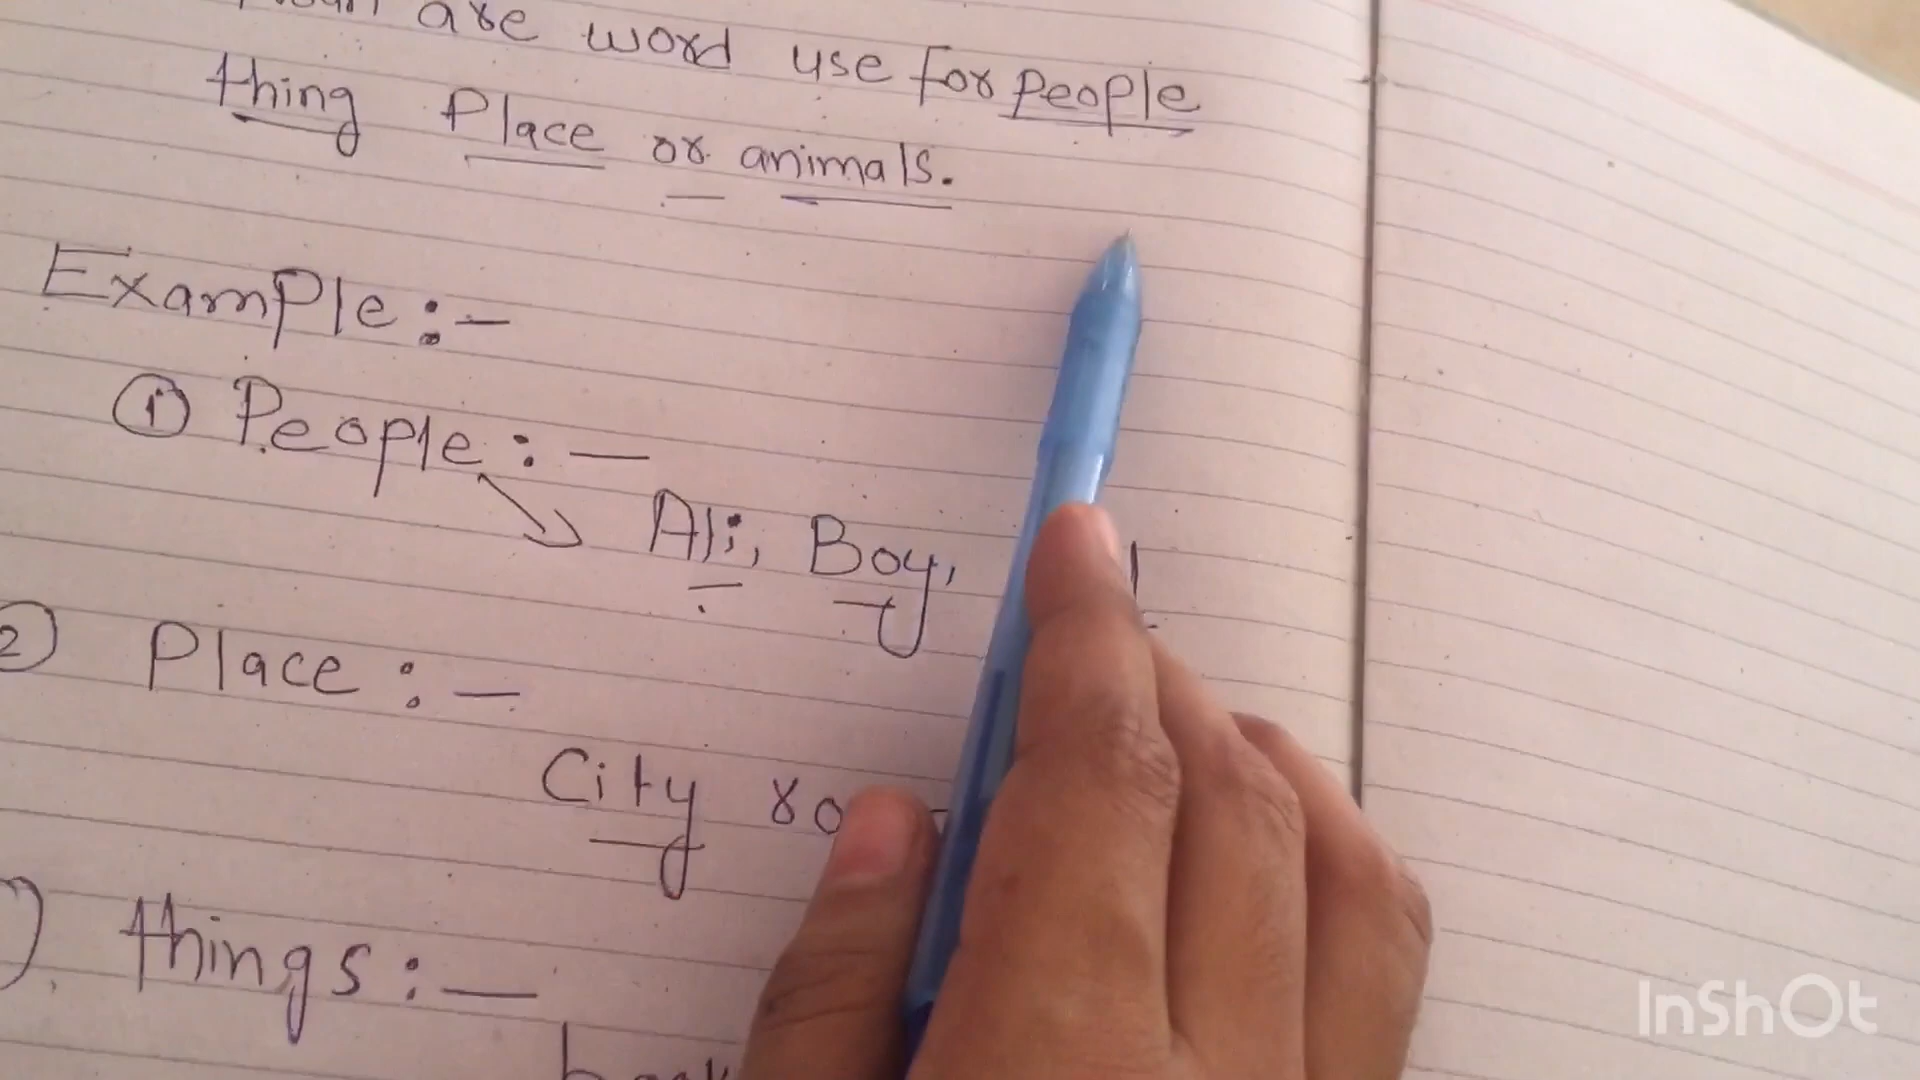 are word use for people
thing Place or animals.
Example :-
① People :-
Ali, Boy,
② Place :-
City
things :-
InShOt